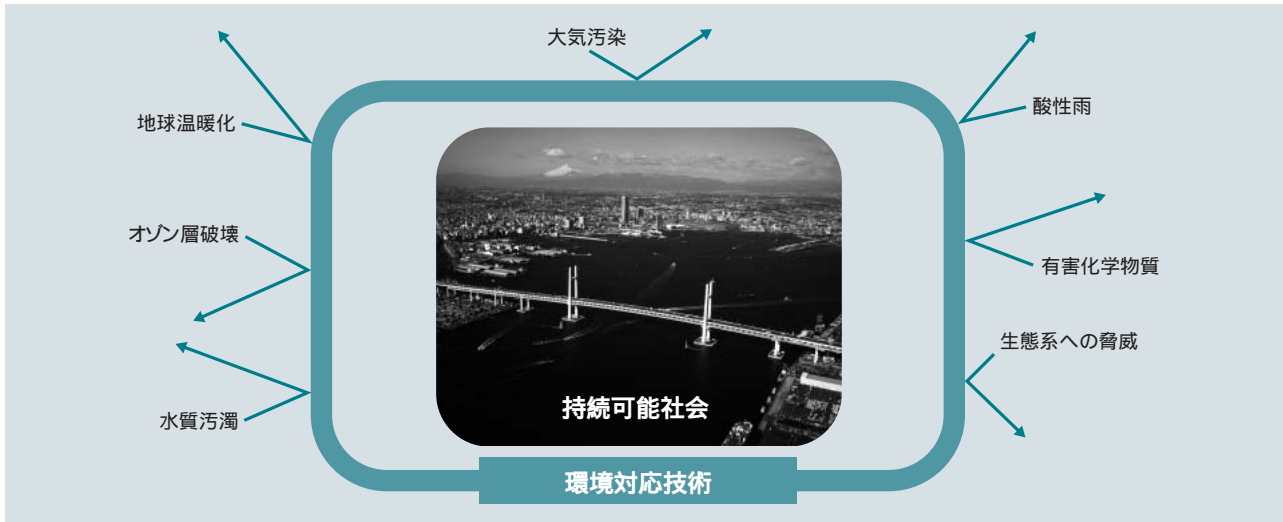 大気汚染
地球温暖化
酸性雨
オゾン層破壊
有害化学物質
生態系への脅威
水質汚濁
持続可能社会
環境対応技術